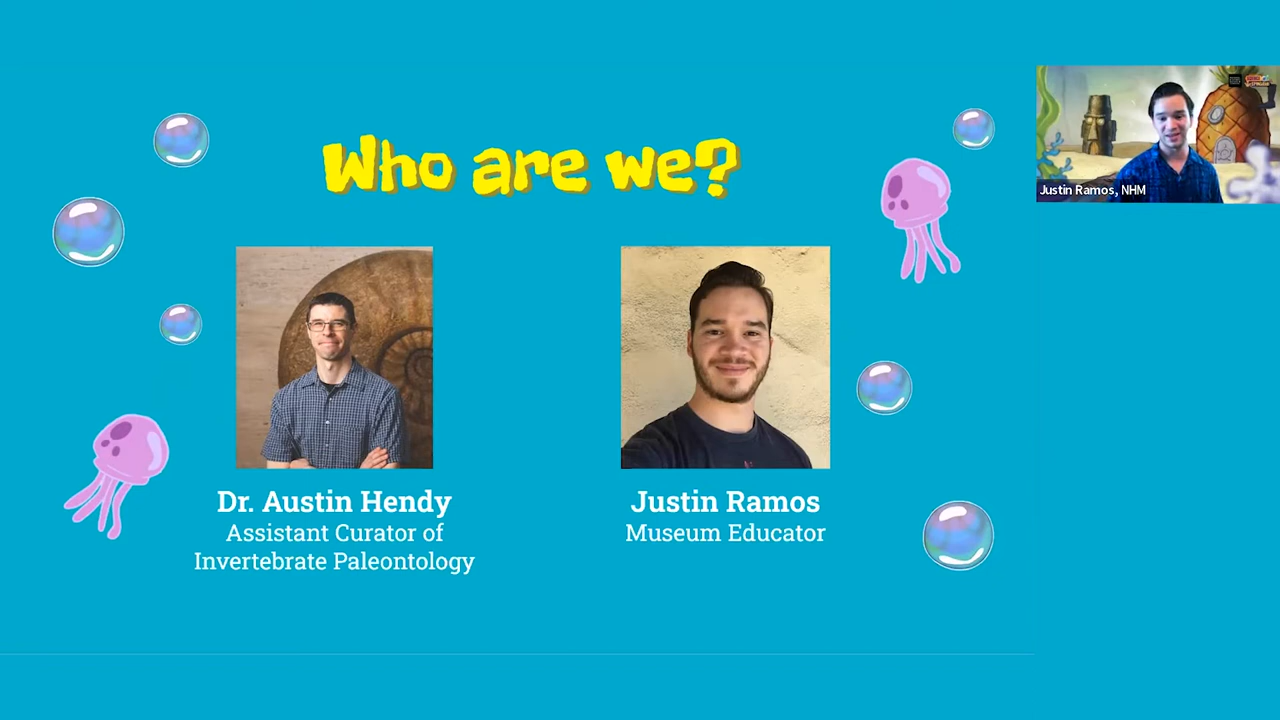 Who are we?
Justin Ramos, NHM
Dr. Austin Hendy
Assistant Curator of
Invertebrate Paleontology
Justin Ramos
Museum Educator